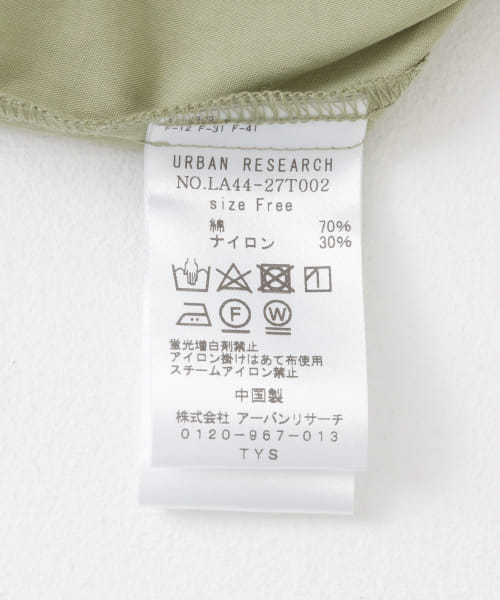 F-12 F-31 F-41
URBAN RESEARCH
NO.LA44-27T002
size Free
綿 70%
ナイロン 30%
F W
蛍光増白剤禁止
アイロン掛けはあて布使用
スチームアイロン禁止
中国製
株式会社 アーバンリサーチ
0120-967-013
TYS